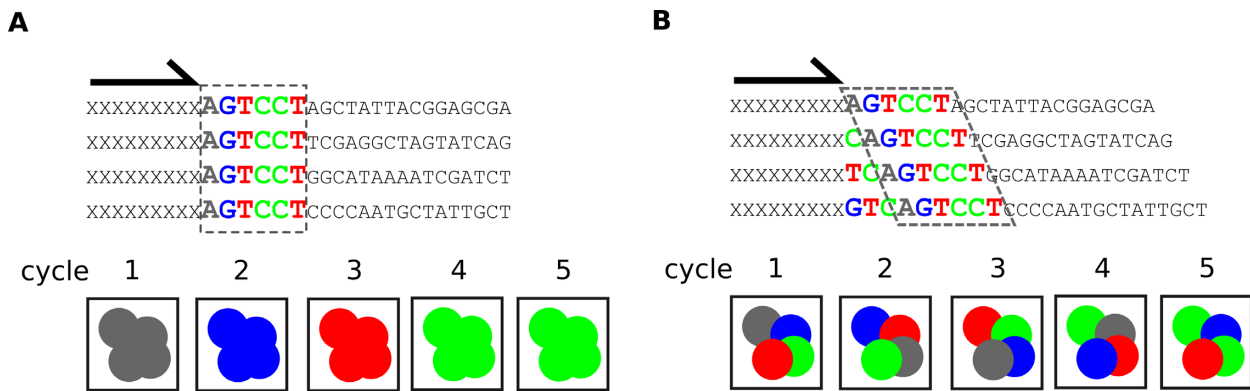 A
XXXXXXXXXAGTCCTAGCTATTACGGAGCGA
XXXXXXXXXAGTCCTTCGAGGCTAGTATCAG
XXXXXXXXXAGTCCTGGCATAAAATCGATCT
XXXXXXXXXAGTCCTCCCCAATGCTATTGCT
cycle 1 2 3 4 5
B
XXXXXXXXXAGTCCTAGCTATTACGGAGCGA
XXXXXXXXXCAGTCCTTCGAGGCTAGTATCAG
XXXXXXXXXTCAGTCCTGGCATAAAATCGATCT
XXXXXXXXXGTCAGTCCTCCCCAATGCTATTGCT
cycle 1 2 3 4 5